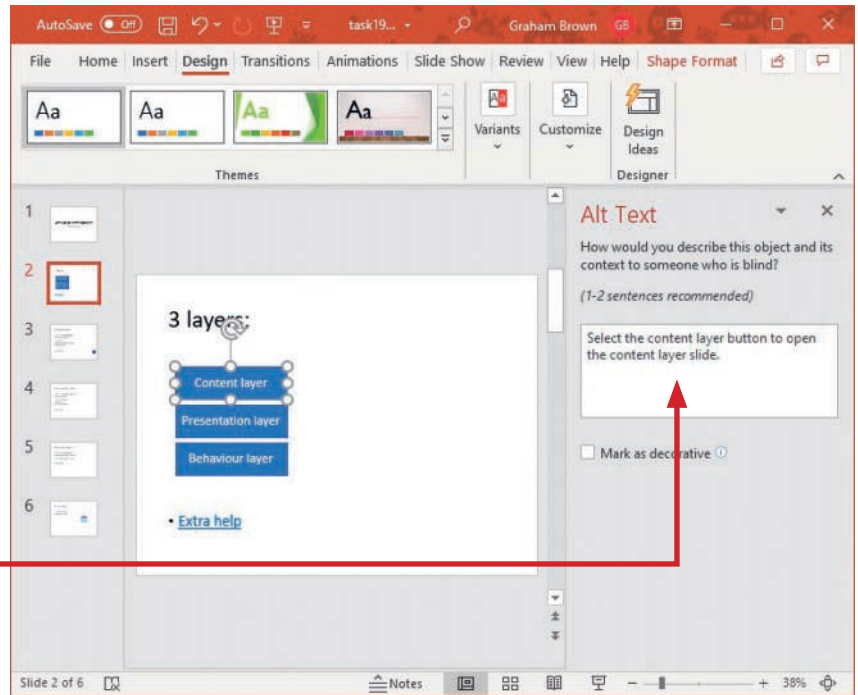 AutoSave Off task19... Graham Brown GB
File Home Insert Design Transitions Animations Slide Show Review View Help Shape Format
Aa Aa Aa Aa
Variants Customize Design
Ideas
Themes Designer
1
2
3
4
5
6
3 layers:
Content layer
Presentation layer
Behaviour layer
• Extra help
Alt Text
How would you describe this object and its
context to someone who is blind?
(1-2 sentences recommended)
Select the content layer button to open
the content layer slide.
Mark as decorative
Slide 2 of 6 Notes 38%